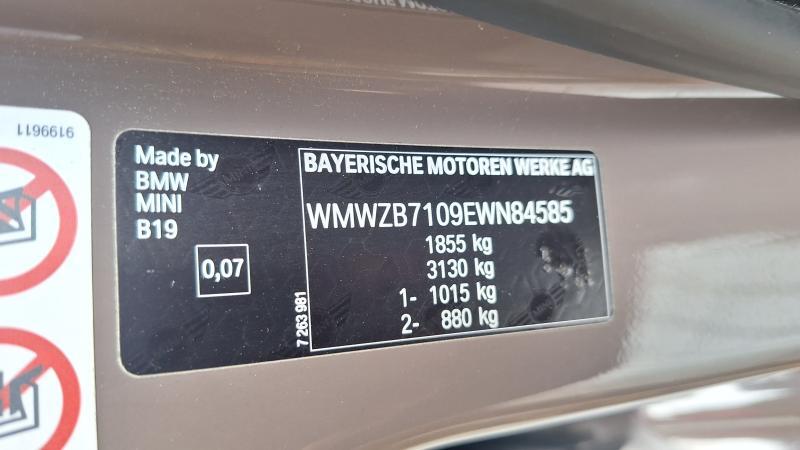 9199611
Made by
BMW
MINI
B19
0,07
7 263 981
BAYERISCHE MOTOREN WERKE AG
WMWZB7109EWN84585
1855 kg
3130 kg
1- 1015 kg
2- 880 kg